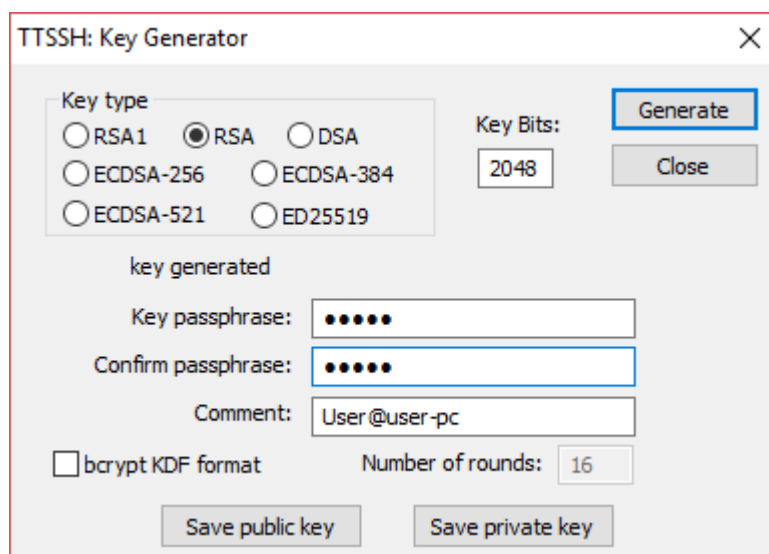 TTSSH: Key Generator
Key type
RSA1 RSA DSA
ECDSA-256 ECDSA-384
ECDSA-521 ED25519
Key Bits:
2048
Generate
Close
key generated
Key passphrase: •••••
Confirm passphrase: •••••
Comment: User@user-pc
bcrypt KDF format Number of rounds: 16
Save public key Save private key